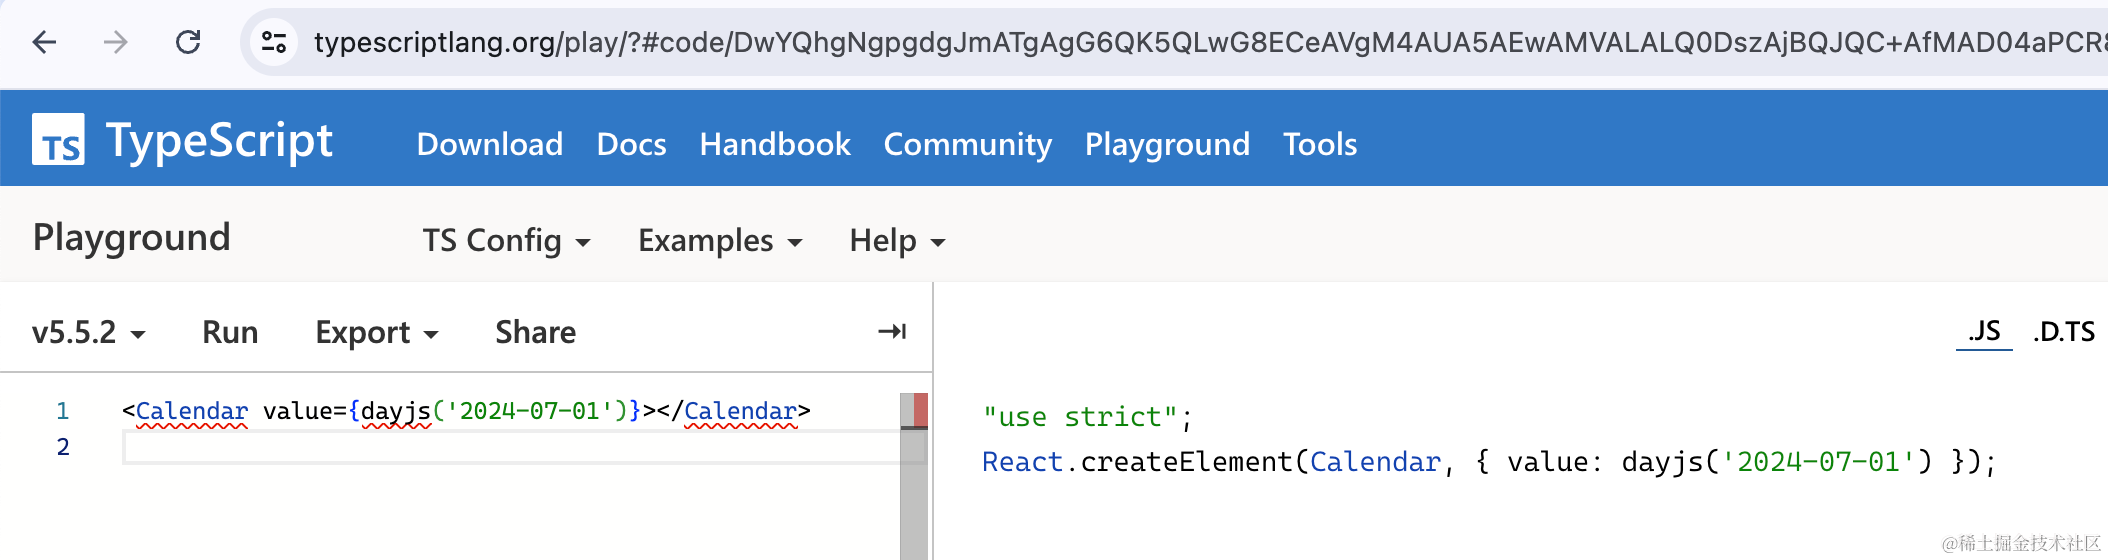 typescriptlang.org/play/?#code/DwYQhgNgpgdgJmATgAgG6QK5QLwG8ECeAVgM4AUA5AEwAMVALALQ0DszAjBQJQC+AfMAD04aPCR8
TS TypeScript Download Docs Handbook Community Playground Tools
Playground TS Config Examples Help
v5.5.2 Run Export Share .JS .D.TS
1 <Calendar value={dayjs('2024-07-01')}></Calendar>
2
"use strict";
React.createElement(Calendar, { value: dayjs('2024-07-01') });
@稀土掘金技术社区